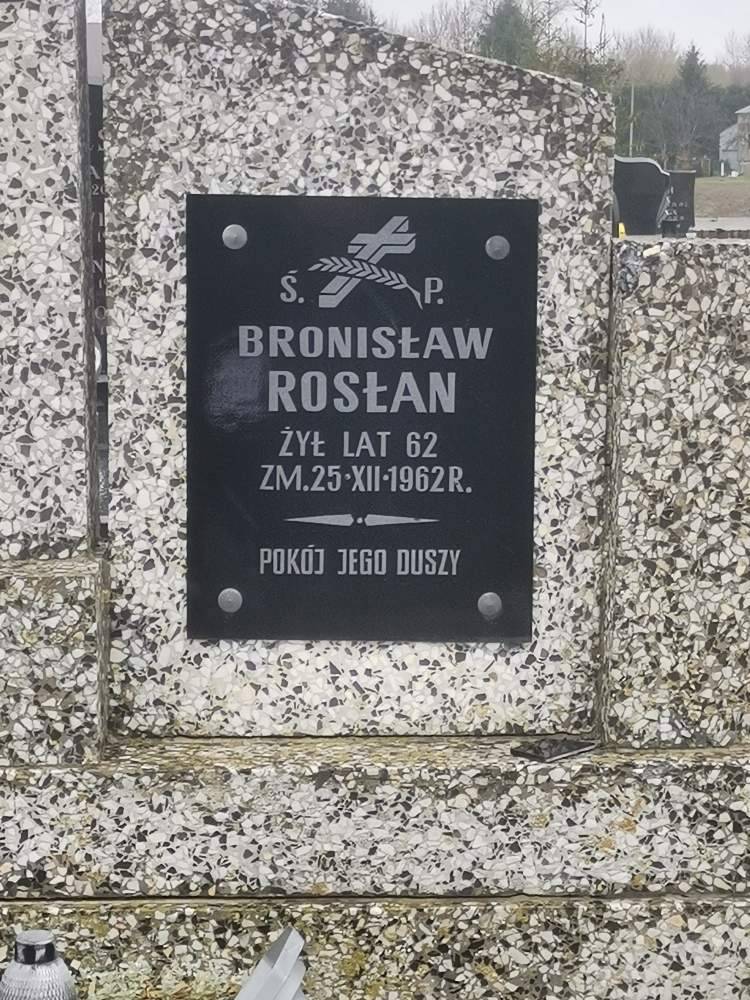 Ś. P.
BRONISŁAW
ROSŁAN
ŻYŁ LAT 62
ZM.25·XII·1962R.
POKÓJ JEGO DUSZY